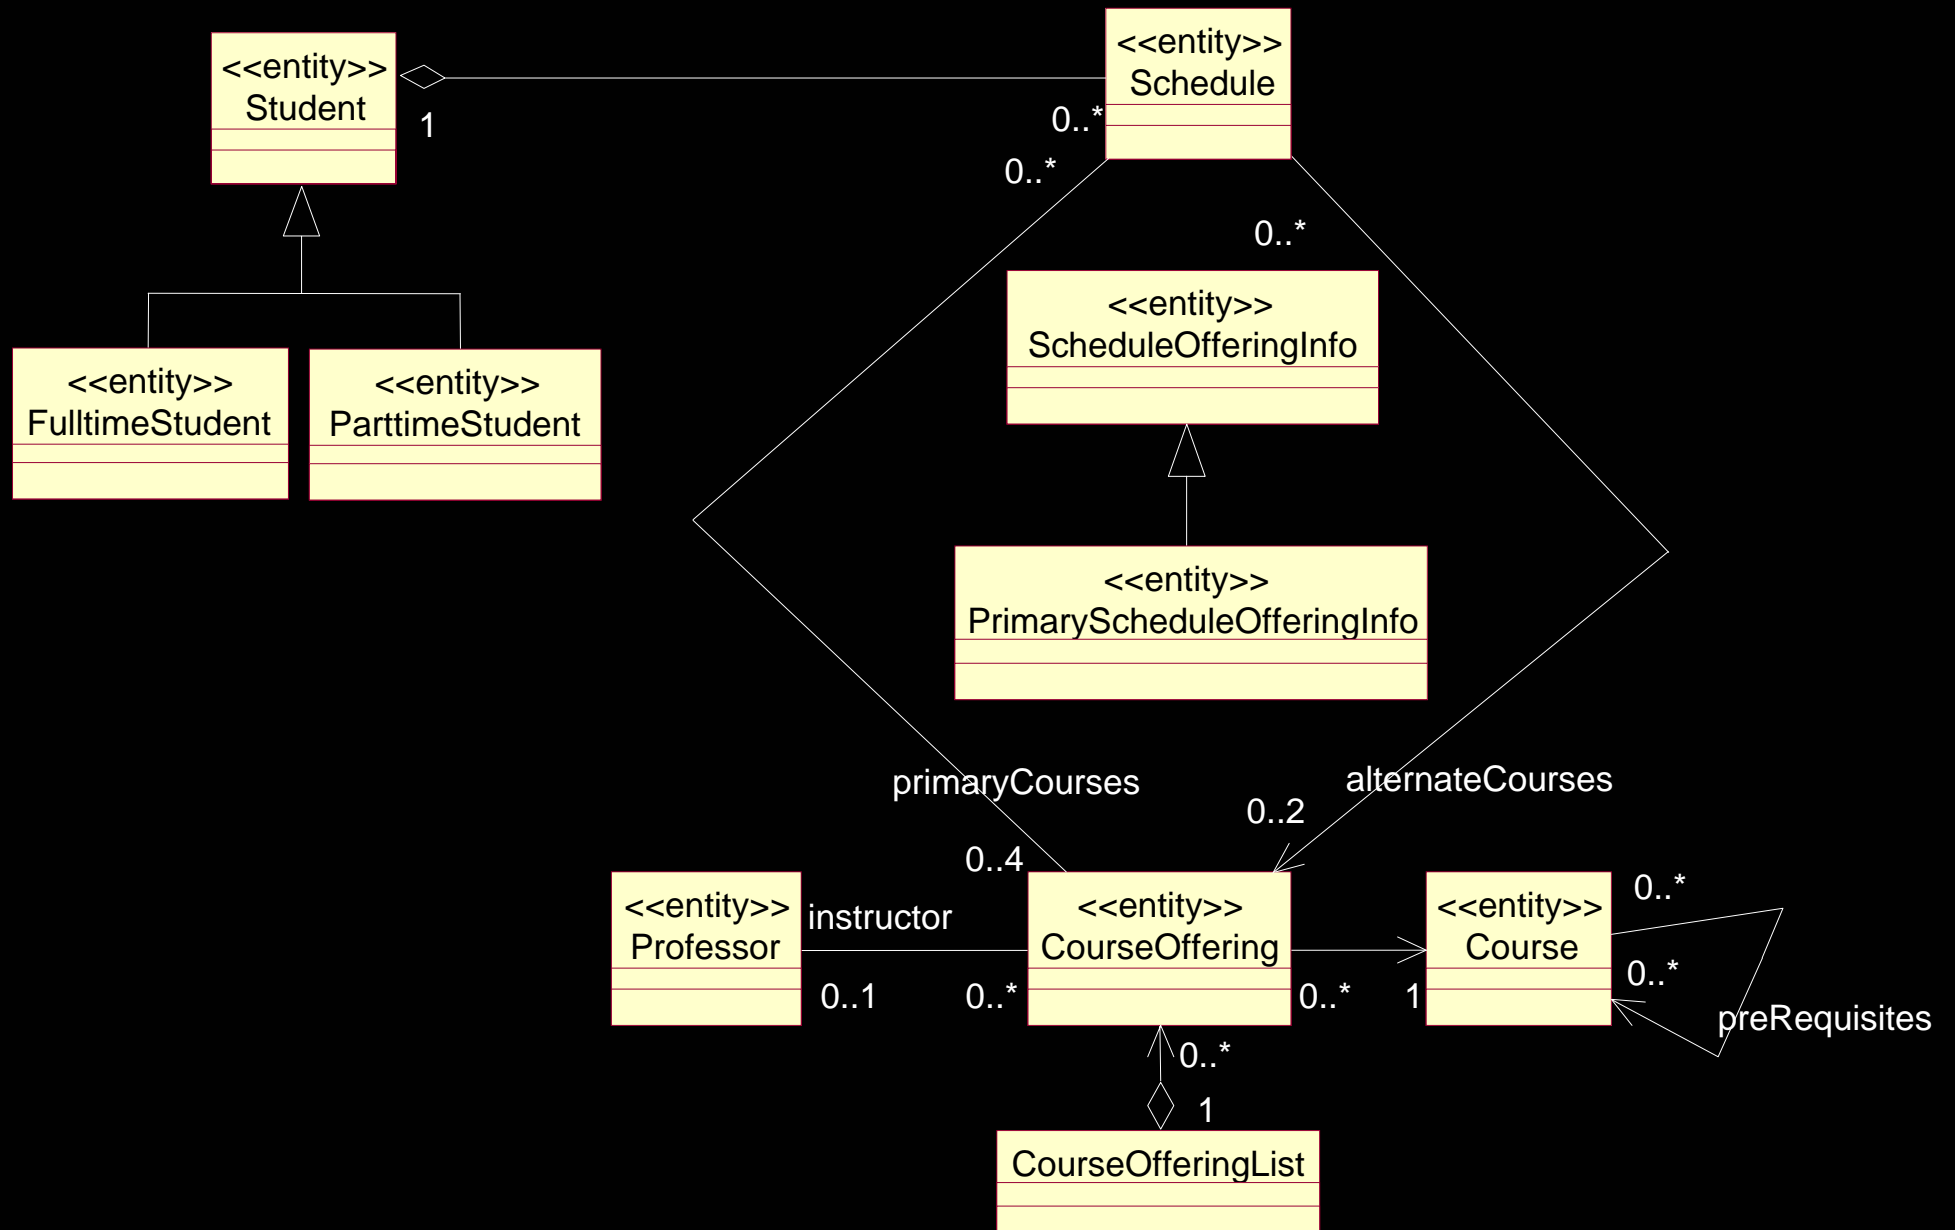 <<entity>>
Student
1
<<entity>>
Schedule
0..*
0..*
0..*
<<entity>>
FulltimeStudent
<<entity>>
ParttimeStudent
<<entity>>
ScheduleOfferingInfo
<<entity>>
PrimaryScheduleOfferingInfo
primaryCourses
alternateCourses
0..2
0..4
<<entity>>
Professor
instructor
0..1
0..*
<<entity>>
CourseOffering
0..*
1
<<entity>>
Course
0..*
0..*
preRequisites
0..*
1
CourseOfferingList